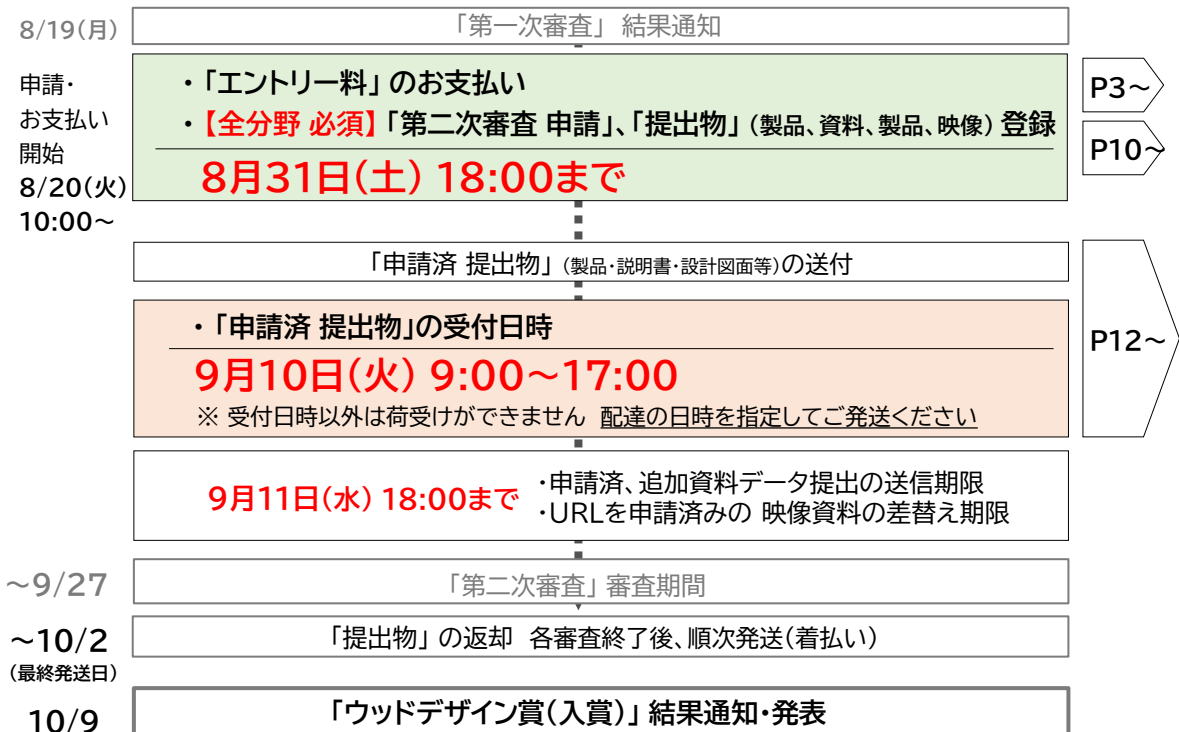 8/19(月)
「第一次審査」 結果通知
申請・
お支払い
開始
8/20(火)
10:00～
・「エントリー料」のお支払い
・【全分野 必須】「第二次審査 申請」、「提出物」（製品、資料、製品、映像）登録
8月31日(土) 18:00まで
P3～
P10～
「申請済 提出物」（製品・説明書・設計図面等）の送付
・「申請済 提出物」の受付日時
9月10日(火) 9:00～17:00
※ 受付日時以外は荷受けができません 配達の日時を指定してご発送ください
P12～
9月11日(水) 18:00まで
・申請済、追加資料データ提出の送信期限
・URLを申請済みの 映像資料の差替え期限
～9/27
「第二次審査」審査期間
～10/2
(最終発送日)
「提出物」の返却 各審査終了後、順次発送(着払い)
10/9
「ウッドデザイン賞(入賞)」結果通知・発表